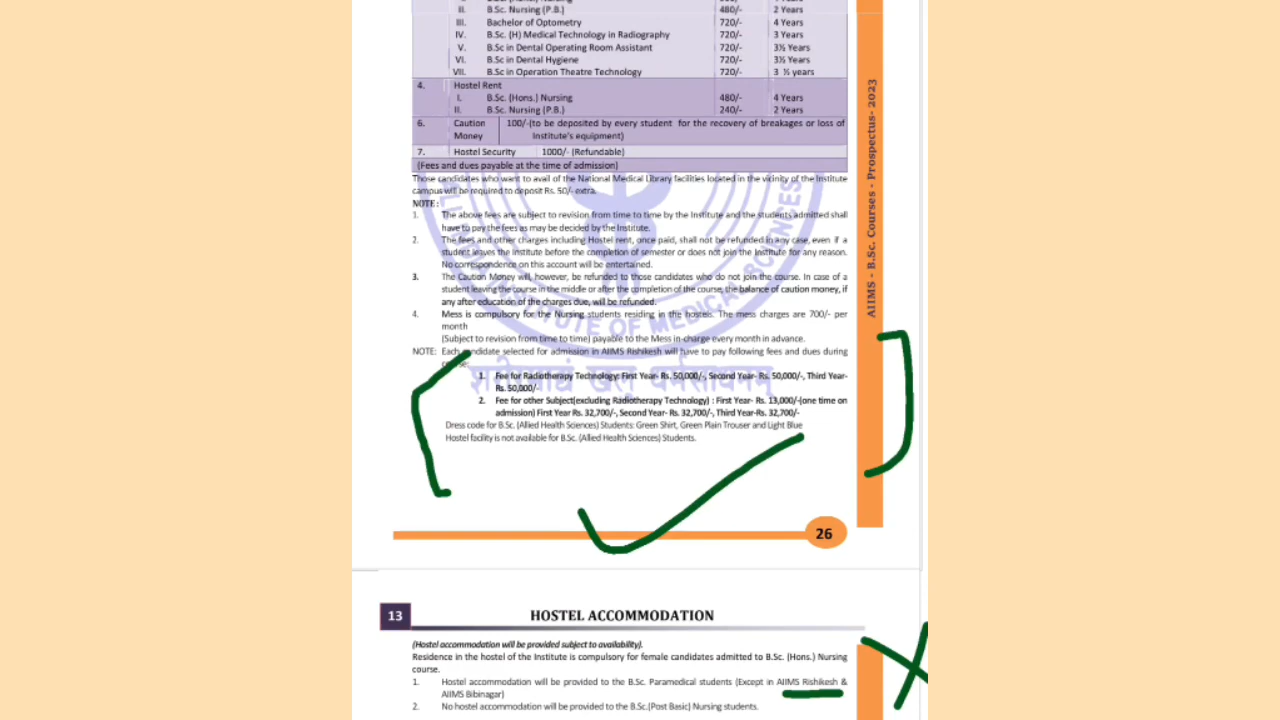 II. B.Sc. Nursing (P.B.) 480/- 2 Years
III. Bachelor of Optometry 720/- 4 Years
IV. B.Sc. (H) Medical Technology in Radiography 720/- 3 Years
V. B.Sc in Dental Operating Room Assistant 720/- 3½ Years
VI. B.Sc in Dental Hygiene 720/- 3½ Years
VII. B.Sc in Operation Theatre Technology 720/- 3 ½ years
4. Hostel Rent
I. B.Sc. (Hons.) Nursing 480/- 4 Years
II. B.Sc. Nursing (P.B.) 240/- 2 Years
6. Caution 100/-(to be deposited by every student for the recovery of breakages or loss of
Money Institute's equipment)
7. Hostel Security 1000/- (Refundable)
(Fees and dues payable at the time of admission)
Those candidates who want to avail of the National Medical Library facilities located in the vicinity of the Institute
campus will be required to deposit Rs. 50/- extra.
NOTE:
1. The above fees are subject to revision from time to time by the Institute and the students admitted shall
have to pay the fees as may be decided by the Institute.
2. The fees and other charges including Hostel rent, once paid, shall not be refunded in any case, even if a
student leaves the Institute before the completion of semester or does not join the Institute for any reason.
No correspondence on this account will be entertained.
3. The Caution Money will, however, be refunded to those candidates who do not join the course. In case of a
student leaving the course in the middle or after the completion of the course, the balance of caution money, if
any after education of the charges due, will be refunded.
4. Mess is compulsory for the Nursing students residing in the hostels. The mess charges are 700/- per
month
(Subject to revision from time to time) payable to the Mess in-charge every month in advance.
NOTE: Each candidate selected for admission in AIIMS Rishikesh will have to pay following fees and dues during
course:
1. Fee for Radiotherapy Technology: First Year- Rs. 50,000/-, Second Year- Rs. 50,000/-, Third Year-
Rs. 50,000/-
2. Fee for other Subject(excluding Radiotherapy Technology) : First Year- Rs. 13,000/-(one time on
admission) First Year Rs. 32,700/-, Second Year- Rs. 32,700/-, Third Year-Rs. 32,700/-
Dress code for B.Sc. (Allied Health Sciences) Students: Green Shirt, Green Plain Trouser and Light Blue
Hostel facility is not available for B.Sc. (Allied Health Sciences) Students.
AIIMS - B.Sc. Courses - Prospectus- 2023
26
13 HOSTEL ACCOMMODATION
(Hostel accommodation will be provided subject to availability).
Residence in the hostel of the Institute is compulsory for female candidates admitted to B.Sc. (Hons.) Nursing
course.
1. Hostel accommodation will be provided to the B.Sc. Paramedical students (Except in AIIMS Rishikesh &
AIIMS Bibinagar)
2. No hostel accommodation will be provided to the B.Sc.(Post Basic) Nursing students.